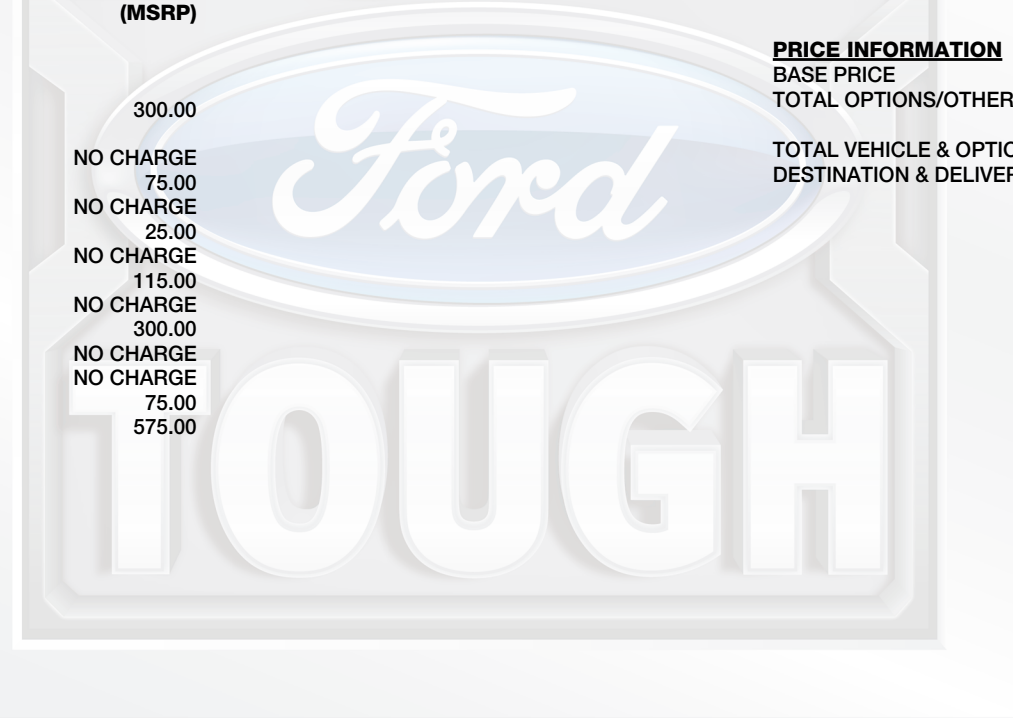 (MSRP)
300.00
NO CHARGE
75.00
NO CHARGE
25.00
NO CHARGE
115.00
NO CHARGE
300.00
NO CHARGE
NO CHARGE
75.00
575.00
PRICE INFORMATION
BASE PRICE
TOTAL OPTIONS/OTHER
TOTAL VEHICLE & OPTIO
DESTINATION & DELIVER
Ford
TOUGH